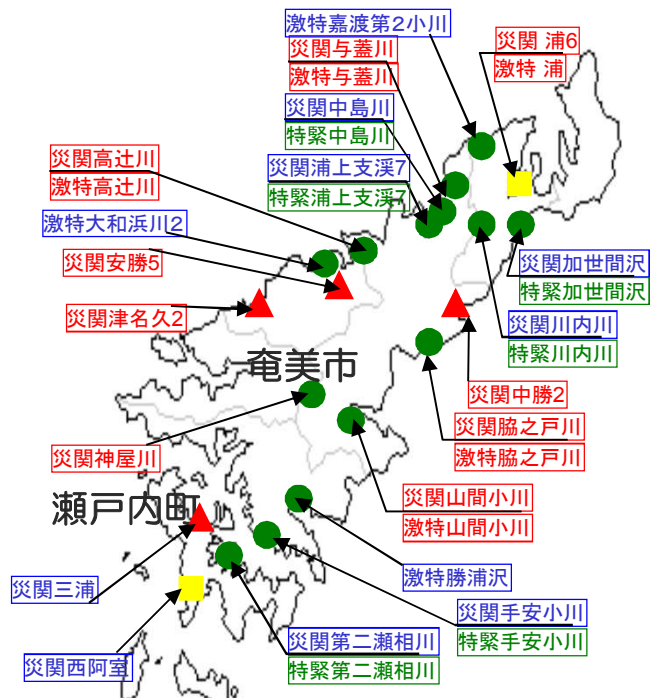 激特嘉渡第2小川
災関与蓋川
激特与蓋川
災関 浦6
激特 浦
災関中島川
特緊中島川
災関高辻川
激特高辻川
災関浦上支渓7
特緊浦上支渓7
激特大和浜川2
災関安勝5
災関加世間沢
特緊加世間沢
災関津名久2
災関川内川
特緊川内川
奄美市
災関中勝2
災関脇之戸川
激特脇之戸川
災関神屋川
災関山間小川
激特山間小川
瀬戸内町
激特勝浦沢
災関三浦
災関手安小川
特緊手安小川
災関第二瀬相川
特緊第二瀬相川
災関西阿室